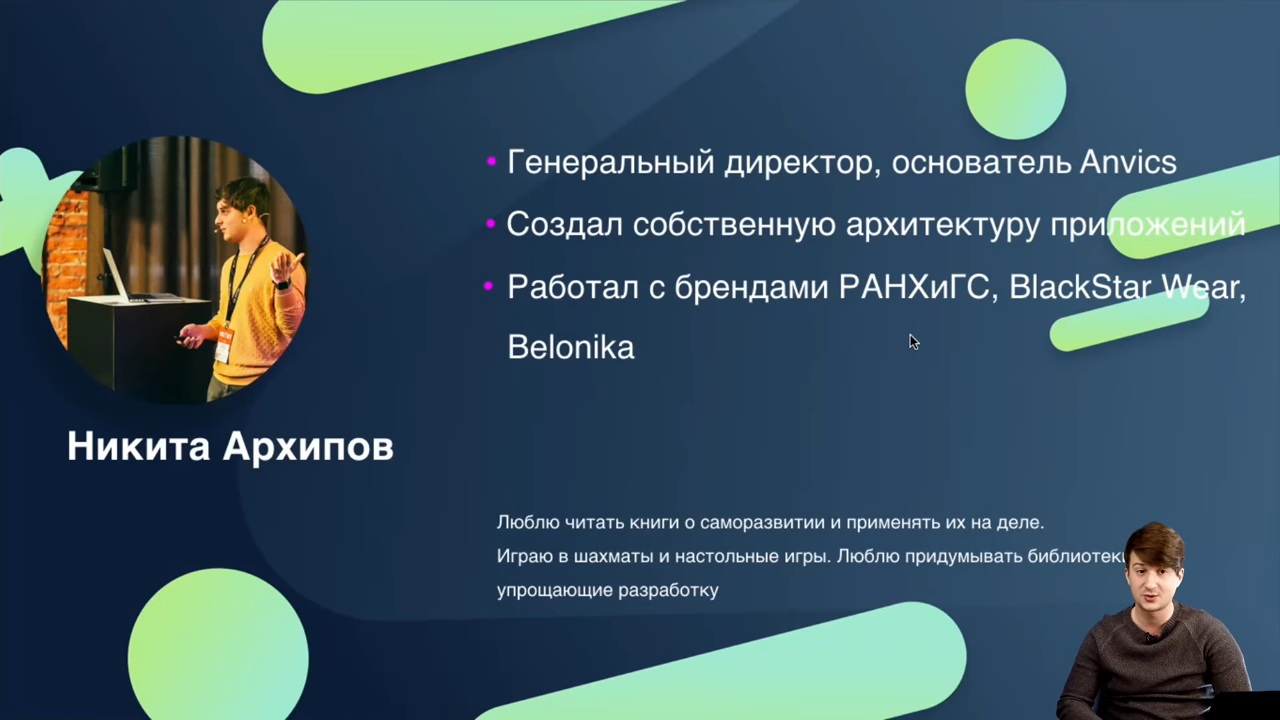 • Генеральный директор, основатель Anvics
• Создал собственную архитектуру приложений
• Работал с брендами РАНХиГС, BlackStar Wear,
Belonika
Никита Архипов
Люблю читать книги о саморазвитии и применять их на деле.
Играю в шахматы и настольные игры. Люблю придумывать библиотеки
упрощающие разработку